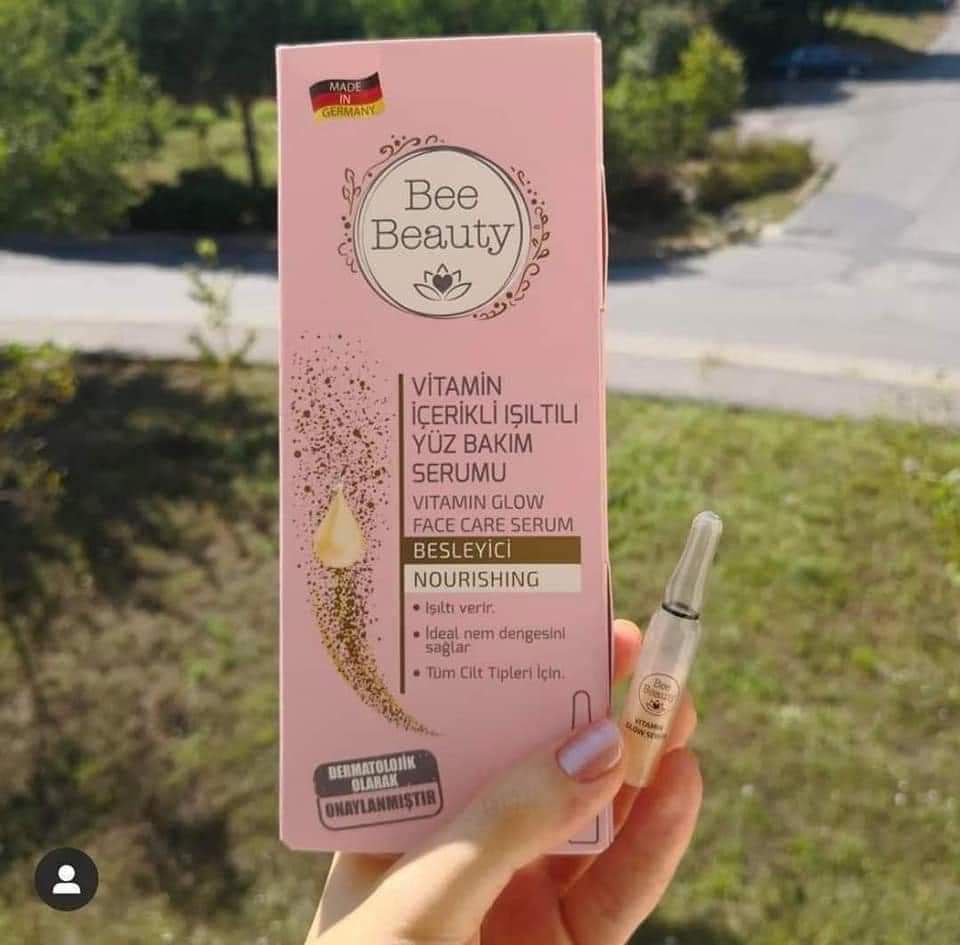 MADE
IN
GERMANY
Bee
Beauty
VİTAMİN
İÇERİKLİ IŞILTILI
YÜZ BAKIM
SERUMU
VITAMIN GLOW
FACE CARE SERUM
BESLEYİCİ
NOURISHING
• Işıltı verir.
• İdeal nem dengesini
sağlar
• Tüm Cilt Tipleri İçin.
DERMATOLOJİK
OLARAK
ONAYLANMIŞTIR
Bee
Beauty
VITAMIN
GLOW SERUM